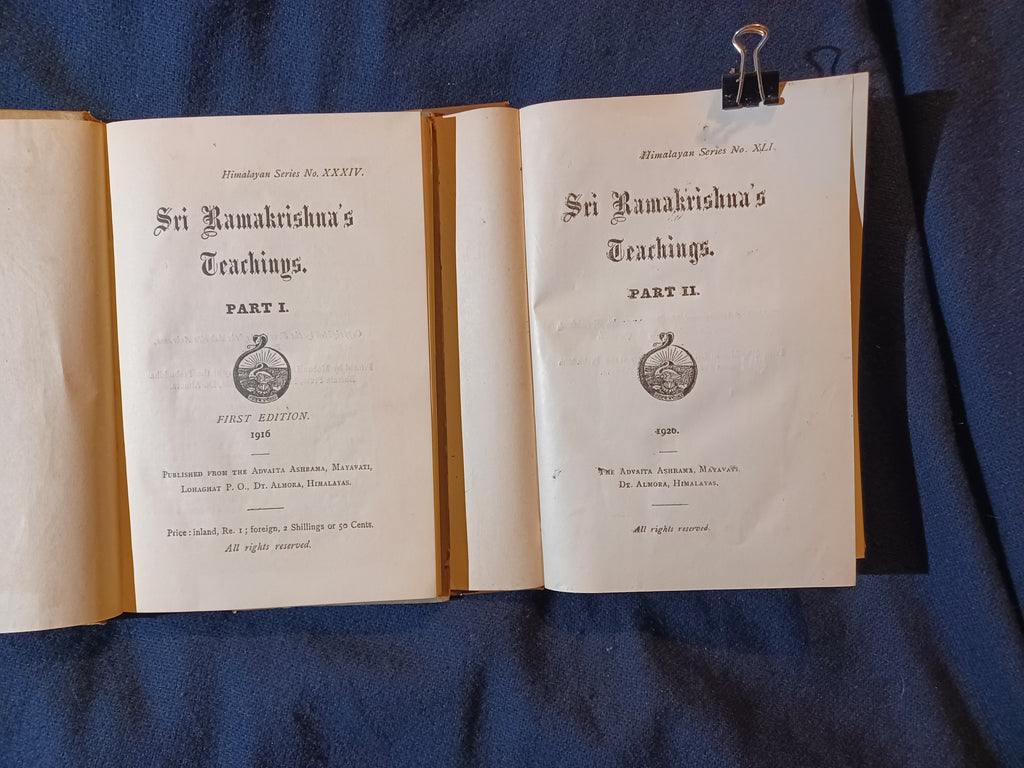 Himalayan Series No. XXXIV.
Sri Ramakrishna's
Teachings.
PART I.
FIRST EDITION.
1916
PUBLISHED FROM THE ADVAITA ASHRAMA, MAYAVATI,
LOHAGHAT P. O., DT. ALMORA, HIMALAYAS.
Price: inland, Re. 1; foreign, 2 Shillings or 50 Cents.
All rights reserved.
Himalayan Series No. XLI.
Sri Ramakrishna's
Teachings.
PART II.
1920.
THE ADVAITA ASHRAMA, MAYAVATI,
DT. ALMORA, HIMALAYAS.
All rights reserved.